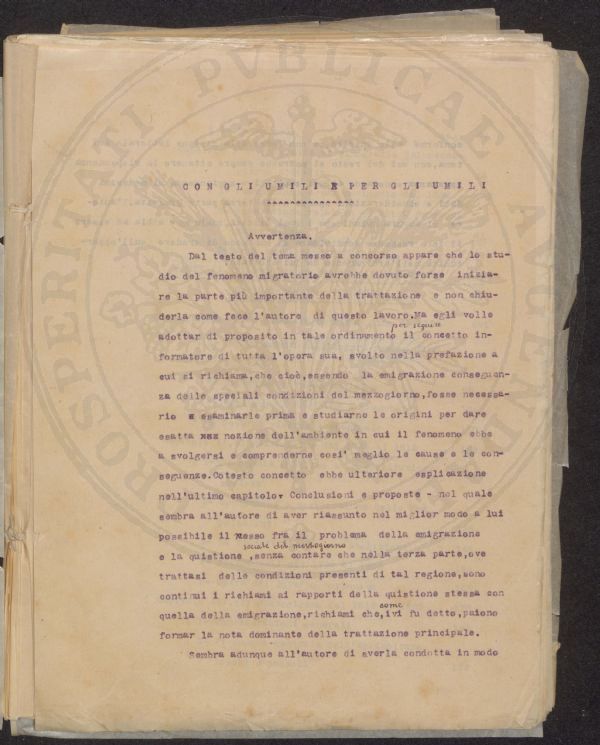 CON GLI UMILI E PER GLI UMILI
Avvertenza.
Dal testo del tema messo a concorso appare che lo stu-
dio del fenomeno migratorio avrebbe dovuto forse inizia-
re la parte più importante della trattazione e non chiu-
derla come fece l'autore di questo lavoro.Ma egli volle
per seguire
adottar di proposito in tale ordinamento il concetto in-
formatore di tutta l'opera sua, svolto nella prefazione a
cui si richiama,che cioè,essendo la emigrazione conseguen-
za delle speciali condizioni del mezzogiorno,fosse necessa-
rio esaminarle prima e studiarne le origini per dare
esatta nozione dell'ambiente in cui il fenomeno ebbe
a svolgersi e comprenderne cosi' meglio le cause e le con-
seguenze.Cotesto concetto ebbe ulteriore esplicazione
nell'ultimo capitolo- Conclusioni e proposte - nel quale
sembra all'autore di aver riassunto nel miglior modo a lui
possibile il nesso fra il problema della emigrazione
sociale del mezzogiorno
e la quistione ,senza contare che nella terza parte,ove
trattasi delle condizioni presenti di tal regione,sono
continui i richiami ai rapporti della quistione stessa con
come
quella della emigrazione,richiami che,ivi fu detto,paiono
formar la nota dominante della trattazione principale.
Sembra adunque all'autore di averla condotta in modo
PROSPERITATI PVBLICAE AVGENDAE